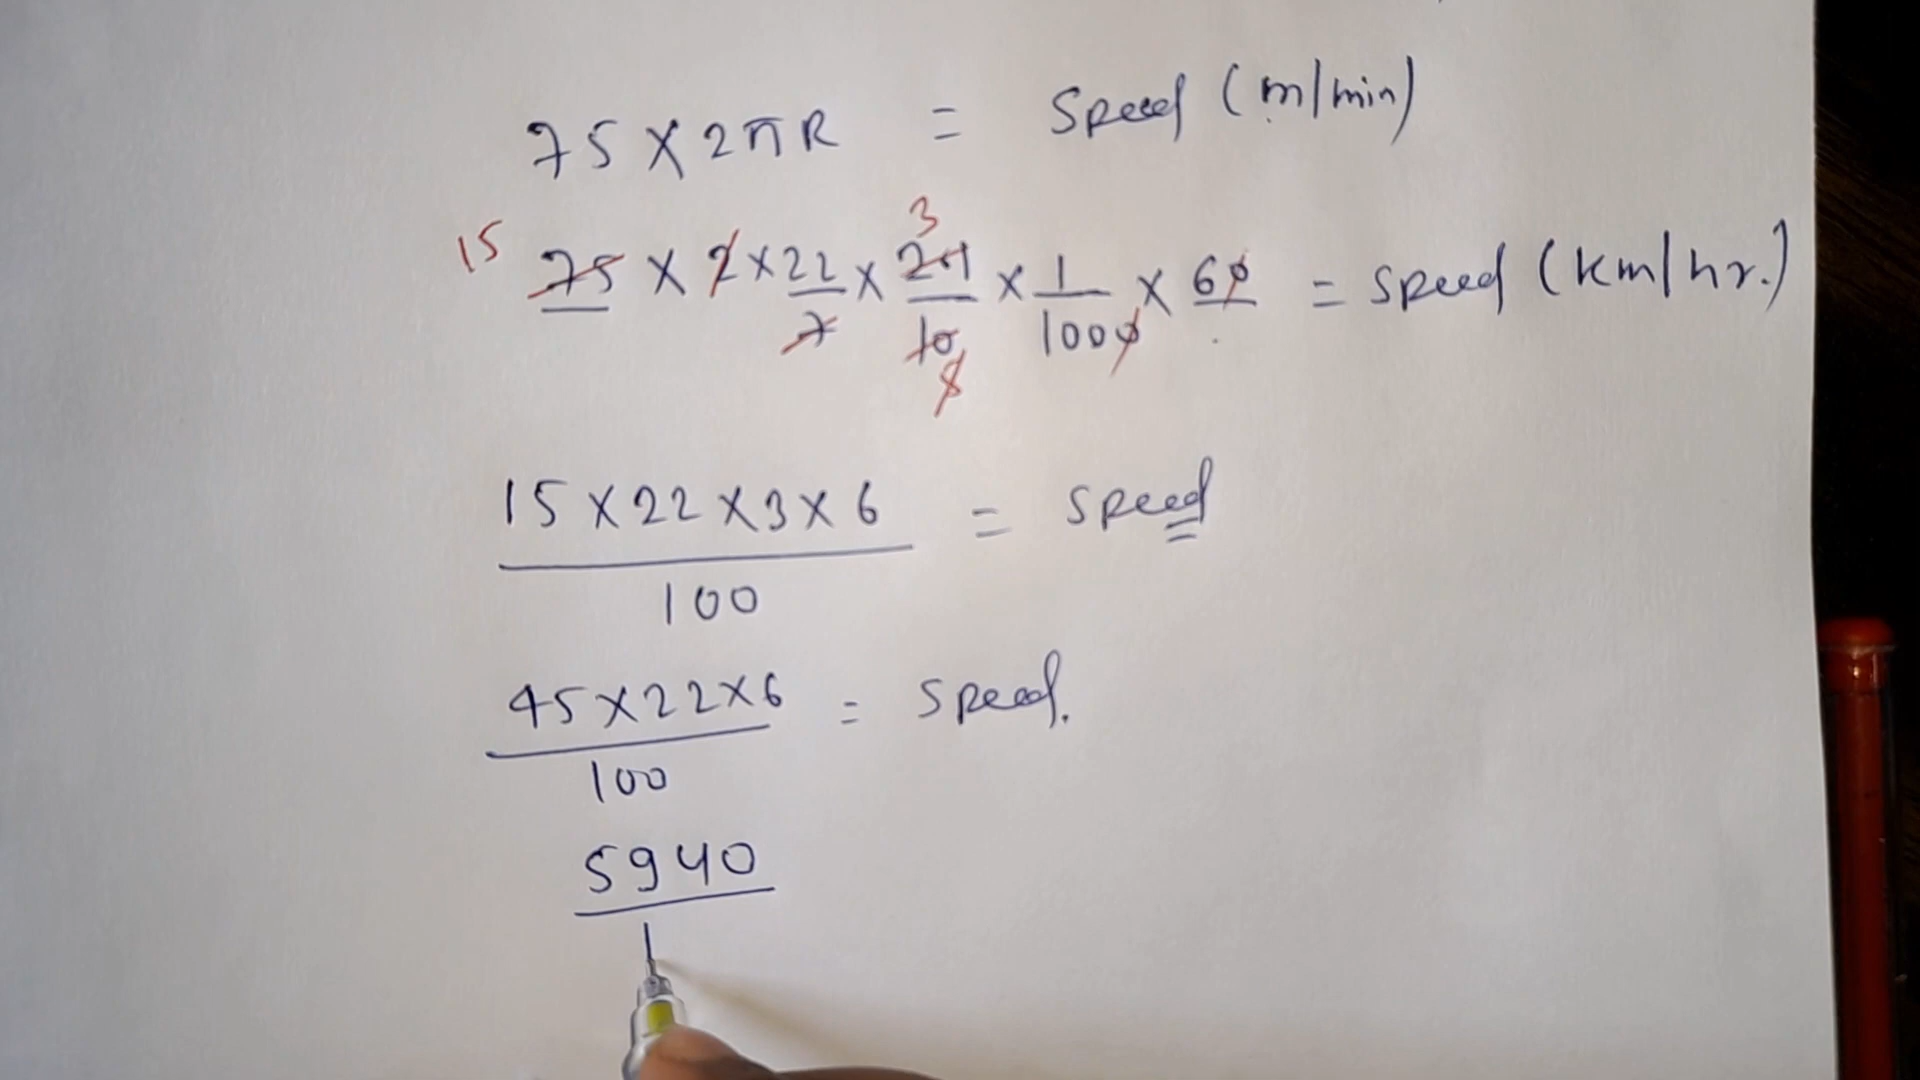 75 × 2πR = Speed (m/min)
3
15 75 × 2 × 22/7 × 21/10 × 1/1000 × 60 = Speed (km/hr.)
5
15 × 22 × 3 × 6 = Speed
100
45 × 22 × 6 = Speed.
100
5940
1